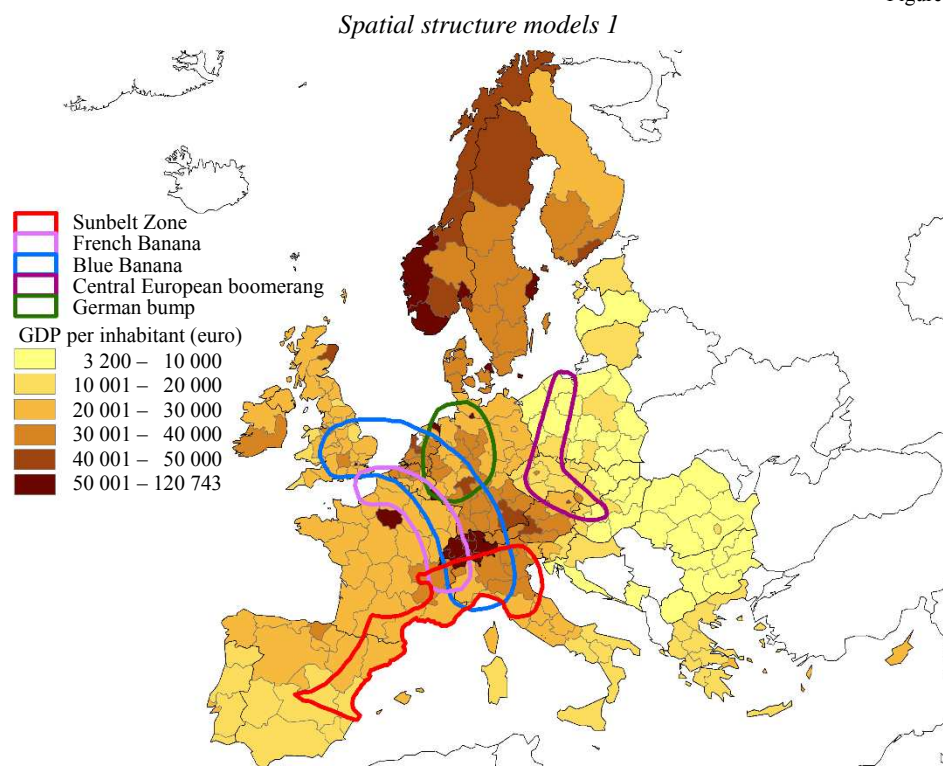 Figure
Spatial structure models 1
Sunbelt Zone
French Banana
Blue Banana
Central European boomerang
German bump
GDP per inhabitant (euro)
3 200 – 10 000
10 001 – 20 000
20 001 – 30 000
30 001 – 40 000
40 001 – 50 000
50 001 – 120 743